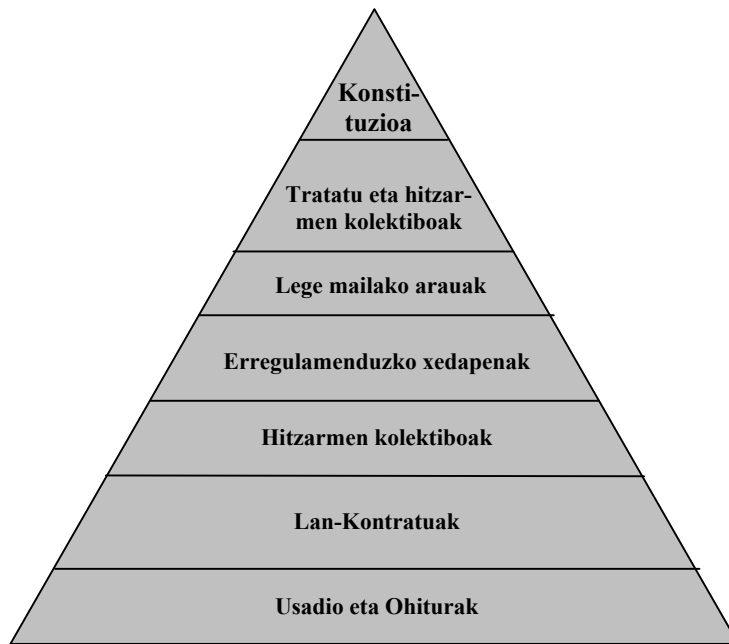 Konsti-
tuzioa
Tratatu eta hitzar-
men kolektiboak
Lege mailako arauak
Erregulamenduzko xedapenak
Hitzarmen kolektiboak
Lan-Kontratuak
Usadio eta Ohiturak